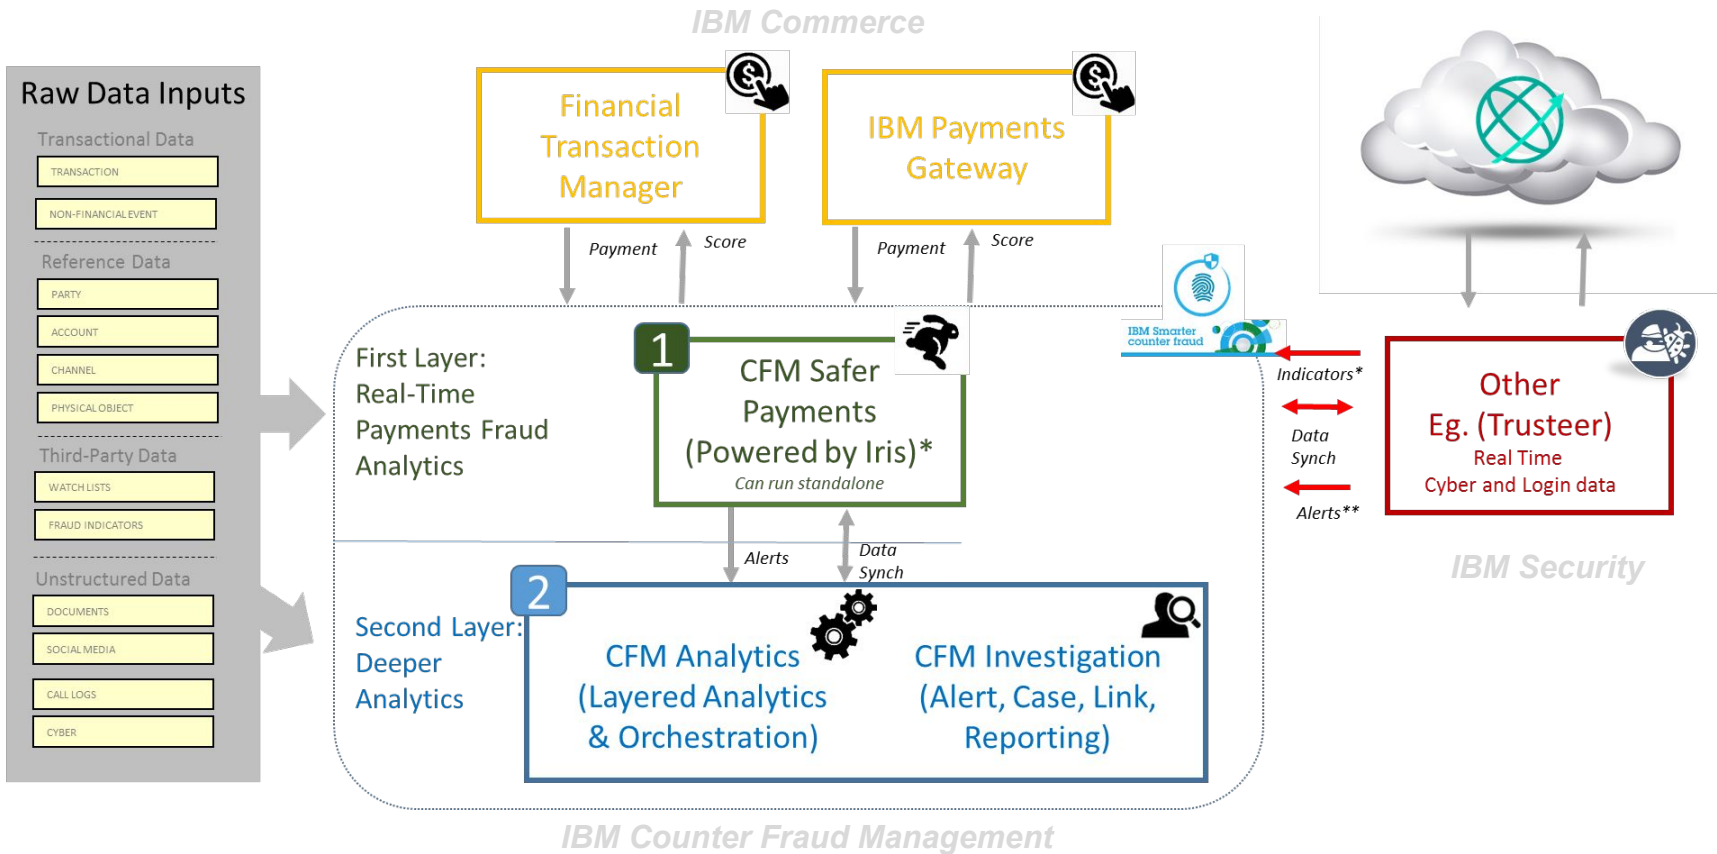 IBM Commerce
Raw Data Inputs
Transactional Data
TRANSACTION
NON-FINANCIAL EVENT
Reference Data
PARTY
ACCOUNT
CHANNEL
PHYSICAL OBJECT
Third-Party Data
WATCH LISTS
FRAUD INDICATORS
Unstructured Data
DOCUMENTS
SOCIAL MEDIA
CALL LOGS
CYBER
Financial
Transaction
Manager
IBM Payments
Gateway
Payment
Score
Payment
Score
First Layer:
Real-Time
Payments Fraud
Analytics
1
CFM Safer
Payments
(Powered by Iris)*
Can run standalone
IBM Smarter
counter fraud
Indicators*
Data
Synch
Alerts**
Other
Eg. (Trusteer)
Real Time
Cyber and Login data
IBM Security
Alerts
Data
Synch
Second Layer:
Deeper
Analytics
2
CFM Analytics
(Layered Analytics
& Orchestration)
CFM Investigation
(Alert, Case, Link,
Reporting)
IBM Counter Fraud Management